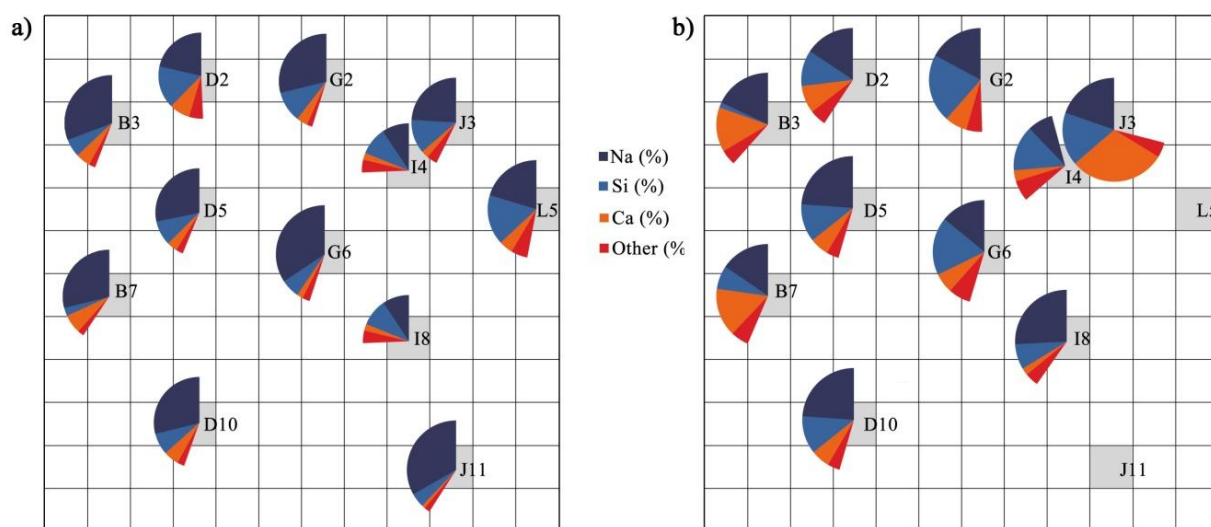 a)
D2
G2
B3
J3
I4
D5
L5
G6
B7
I8
D10
J11
Na (%)
Si (%)
Ca (%)
Other (%
b)
D2
G2
B3
J3
I4
D5
G6
B7
I8
D10
J11